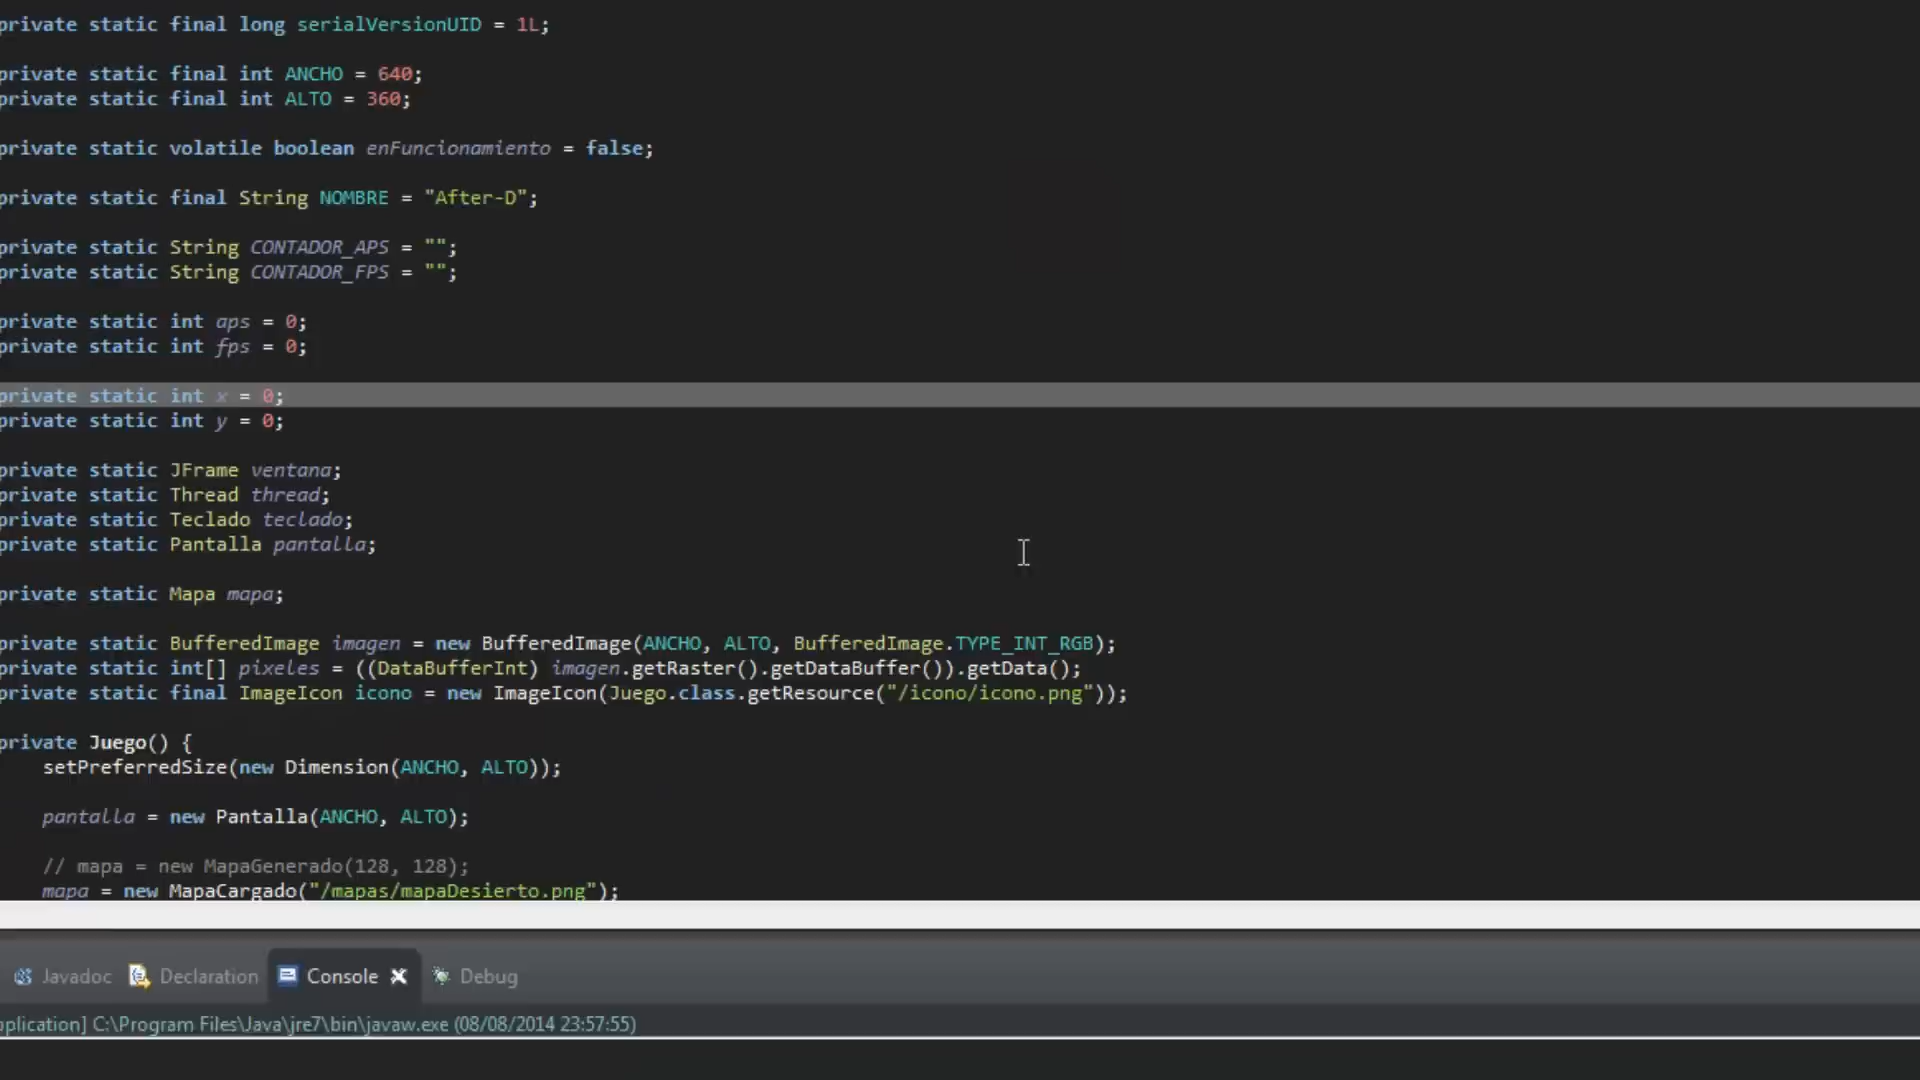 private static final long serialVersionUID = 1L;
private static final int ANCHO = 640;
private static final int ALTO = 360;
private static volatile boolean enFuncionamiento = false;
private static final String NOMBRE = "After-D";
private static String CONTADOR_APS = "";
private static String CONTADOR_FPS = "";
private static int aps = 0;
private static int fps = 0;
private static int x = 0;
private static int y = 0;
private static JFrame ventana;
private static Thread thread;
private static Teclado teclado;
private static Pantalla pantalla;
private static Mapa mapa;
private static BufferedImage imagen = new BufferedImage(ANCHO, ALTO, BufferedImage.TYPE_INT_RGB);
private static int[] pixeles = ((DataBufferInt) imagen.getRaster().getDataBuffer()).getData();
private static final ImageIcon icono = new ImageIcon(Juego.class.getResource("/icono/icono.png"));
private Juego() {
setPreferredSize(new Dimension(ANCHO, ALTO));
pantalla = new Pantalla(ANCHO, ALTO);
// mapa = new MapaGenerado(128, 128);
mapa = new MapaCargado("/mapas/mapaDesierto.png");
Javadoc Declaration Console Debug
plication] C:\Program Files\Java\jre7\bin\javaw.exe (08/08/2014 23:57:55)